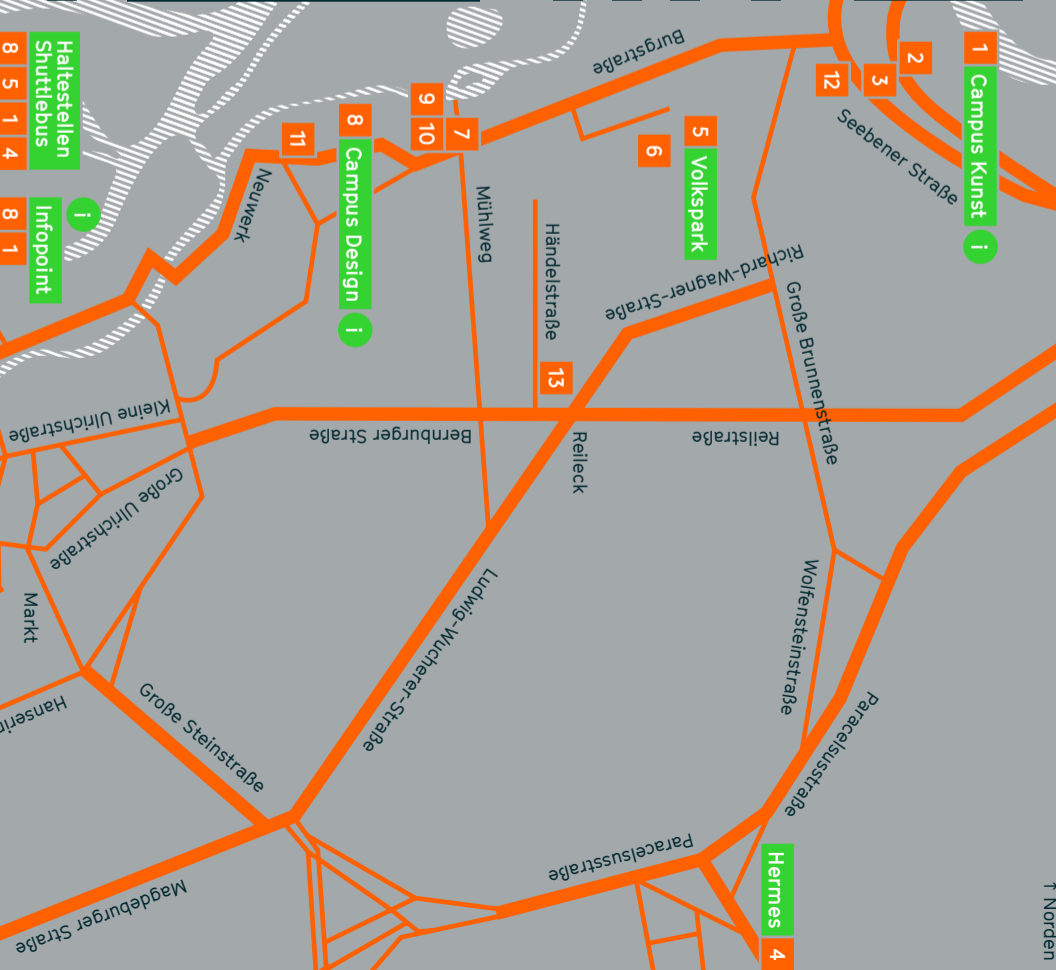 ↑ Norden
1 Campus Kunst i
2
3
12
Seebener Straße
Große Brunnenstraße
Wolfensteinstraße
Paracelsusstraße
Hermes
4
Richard-Wagner-Straße
5 Volkspark
6
Burgstraße
Reilstraße
Reileck
Händelstraße
13
Mühlweg
Paracelsusstraße
7
9 10
Bernburger Straße
Ludwig-Wucherer-Straße
8 Campus Design i
11
Neuwerk
Große Steinstraße
Kleine Ulrichstraße
Große Ulrichstraße
Magdeburger Straße
Markt
Hanserin
Haltestellen
Shuttlebus
8 5 1 4
i
Infopoint
8 1